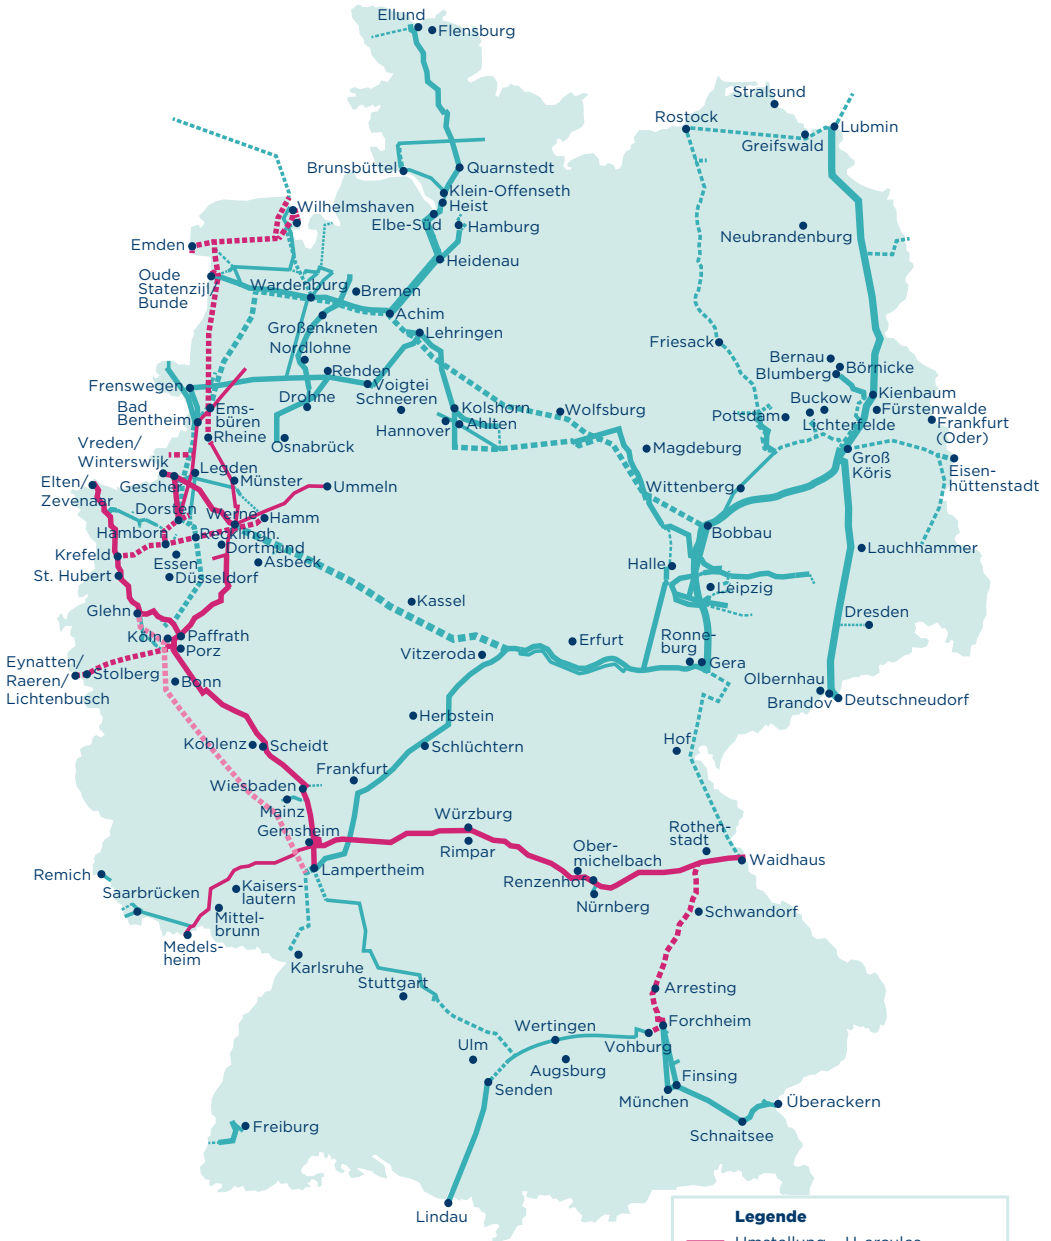 Ellund
Flensburg
Stralsund
Rostock
Lubmin
Greifswald
Brunsbüttel
Quarnstedt
Klein-Offenseth
Heist
Wilhelmshaven
Elbe-Süd
Hamburg
Neubrandenburg
Emden
Heidenau
Oude
Statenzijl/
Bunde
Wardenburg
Bremen
Achim
Großenkneten
Lehringen
Nordlohne
Friesack
Bernau
Börnicke
Blumberg
Rehden
Frenswegen
Voigtei
Schneeren
Drohne
Kienbaum
Buckow
Fürstenwalde
Bad
Bentheim
Ems-
büren
Kolshorn
Wolfsburg
Potsdam
Lichterfelde
Frankfurt
(Oder)
Hannover
Ahlten
Rheine
Osnabrück
Vreden/
Winterswijk
Magdeburg
Groß
Köris
Eisen-
hüttenstadt
Legden
Gescher
Münster
Ummeln
Elten/
Zevenaar
Wittenberg
Dorsten
Werne
Hamm
Hamborn
Recklingh.
Bobbau
Dortmund
Krefeld
Essen
Asbeck
Lauchhammer
Halle
St. Hubert
Düsseldorf
Leipzig
Glehn
Kassel
Dresden
Köln
Paffrath
Porz
Erfurt
Ronne-
burg
Vitzeroda
Gera
Eynatten/
Raeren/
Lichtenbusch
Stolberg
Bonn
Olbernhau
Brandov
Deutschneudorf
Herbstein
Hof
Koblenz
Scheidt
Schlüchtern
Frankfurt
Wiesbaden
Mainz
Gernsheim
Würzburg
Rimpar
Rothen-
stadt
Ober-
michelbach
Waidhaus
Remich
Lampertheim
Renzenhof
Saarbrücken
Kaisers-
lautern
Nürnberg
Mittel-
brunn
Schwandorf
Medels-
heim
Karlsruhe
Stuttgart
Arresting
Wertingen
Forchheim
Ulm
Vohburg
Augsburg
Finsing
Senden
München
Überackern
Freiburg
Schnaitsee
Lindau
Legende